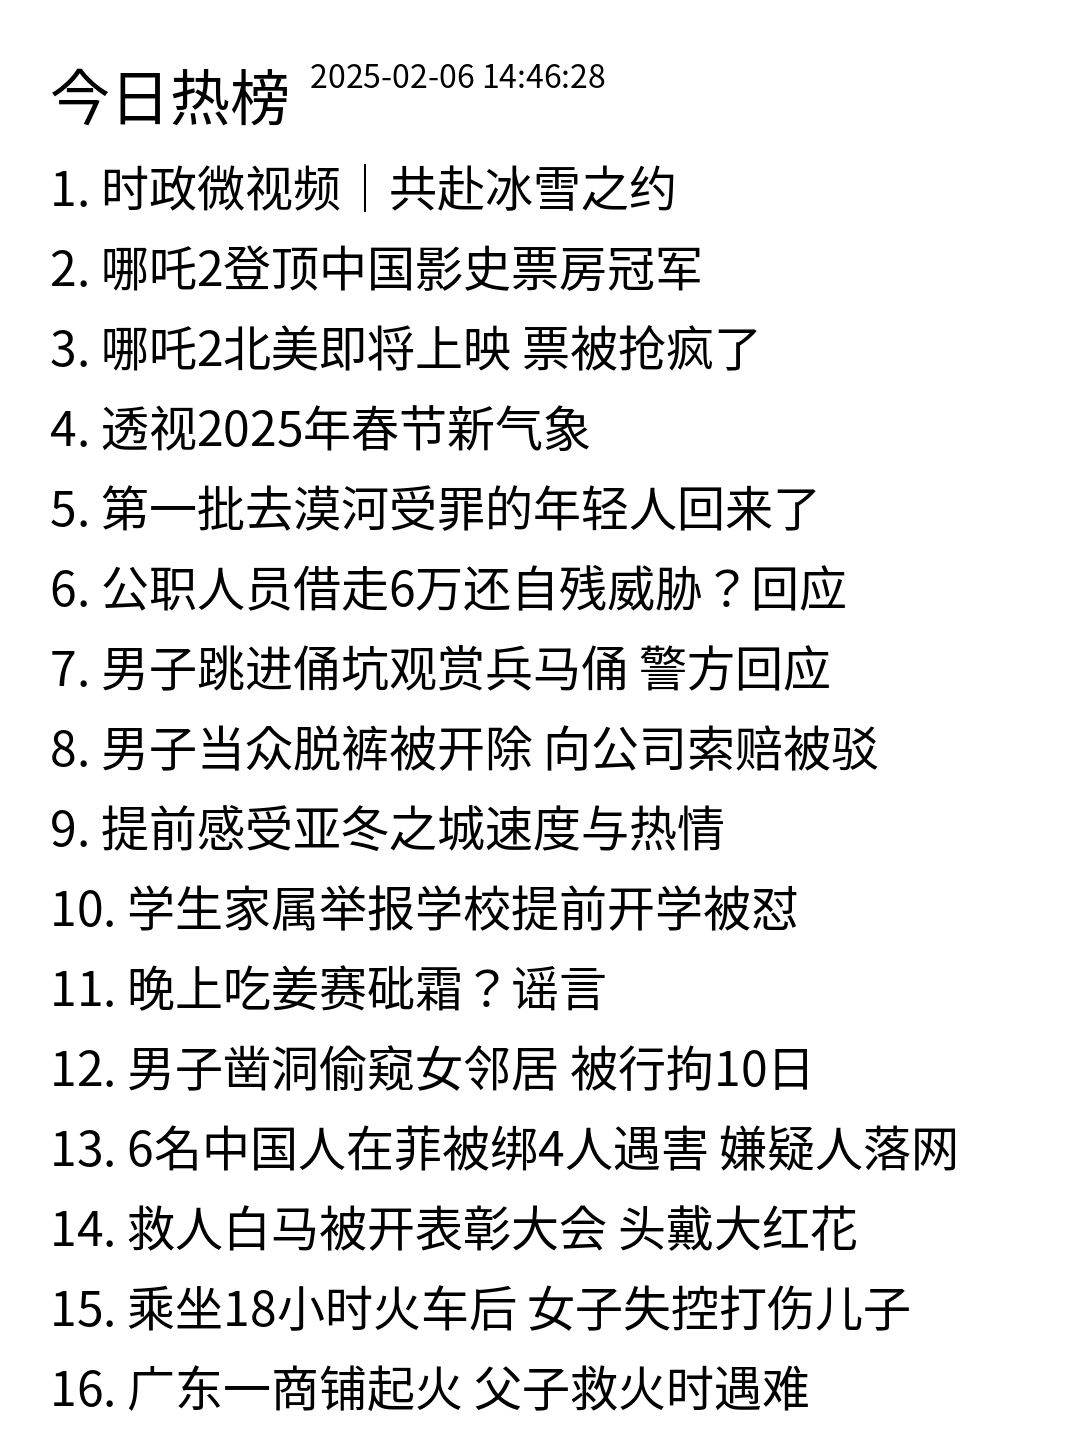 今日热榜 2025-02-06 14:46:28
1. 时政微视频｜共赴冰雪之约
2. 哪吒2登顶中国影史票房冠军
3. 哪吒2北美即将上映 票被抢疯了
4. 透视2025年春节新气象
5. 第一批去漠河受罪的年轻人回来了
6. 公职人员借走6万还自残威胁？回应
7. 男子跳进俑坑观赏兵马俑 警方回应
8. 男子当众脱裤被开除 向公司索赔被驳
9. 提前感受亚冬之城速度与热情
10. 学生家属举报学校提前开学被怼
11. 晚上吃姜赛砒霜？谣言
12. 男子凿洞偷窥女邻居 被行拘10日
13. 6名中国人在菲被绑4人遇害 嫌疑人落网
14. 救人白马被开表彰大会 头戴大红花
15. 乘坐18小时火车后 女子失控打伤儿子
16. 广东一商铺起火 父子救火时遇难